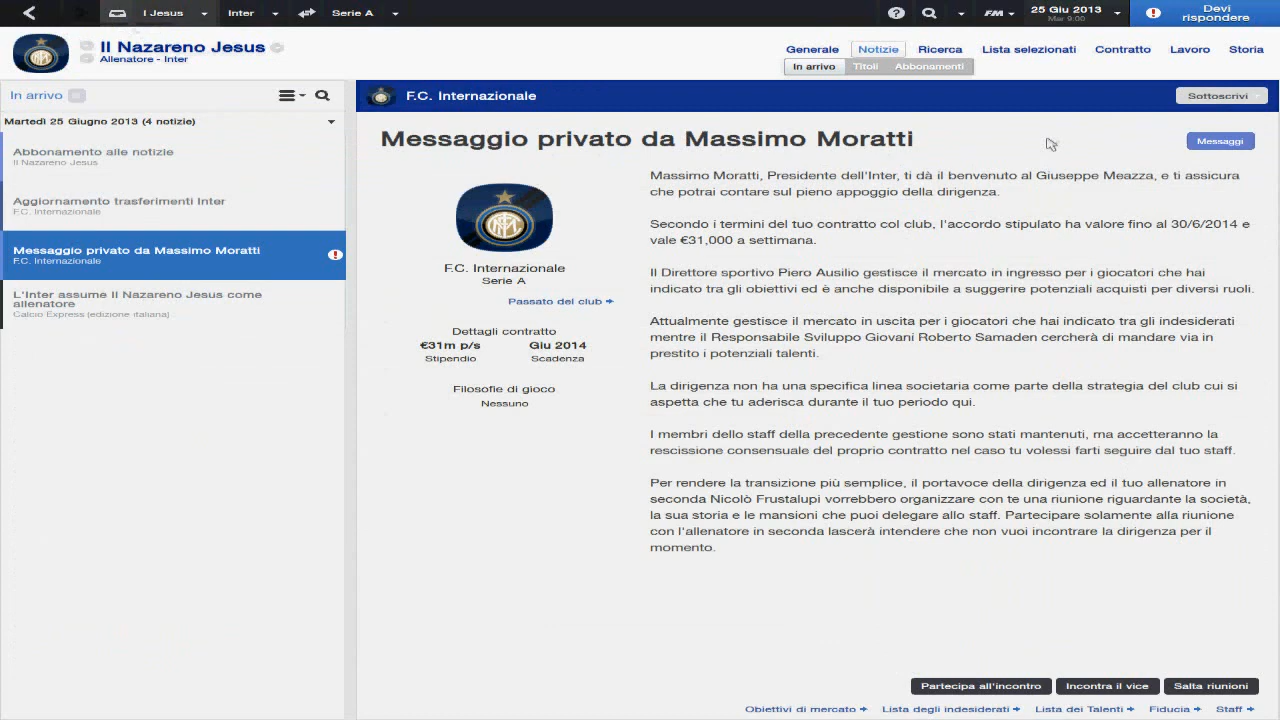 I Jesus
Inter
Serie A
FM
25 Giu 2013
Mar 9:00
Devi rispondere
Il Nazareno Jesus
Allenatore - Inter
Generale
Notizie
Ricerca
Lista selezionati
Contratto
Lavoro
Storia
In arrivo
Titoli
Abbonamenti
In arrivo
Martedì 25 Giugno 2013 (4 notizie)
Abbonamento alle notizie
Il Nazareno Jesus
Aggiornamento trasferimenti Inter
F.C. Internazionale
Messaggio privato da Massimo Moratti
F.C. Internazionale
L'Inter assume Il Nazareno Jesus come
allenatore
Calcio Express (edizione italiana)
F.C. Internazionale
Sottoscrivi
Messaggio privato da Massimo Moratti
Messaggi
F.C. Internazionale
Serie A
Passato del club
Dettagli contratto
€31m p/s
Stipendio
Giu 2014
Scadenza
Filosofie di gioco
Nessuno
Massimo Moratti, Presidente dell'Inter, ti dà il benvenuto al Giuseppe Meazza, e ti assicura
che potrai contare sul pieno appoggio della dirigenza.
Secondo i termini del tuo contratto col club, l'accordo stipulato ha valore fino al 30/6/2014 e
vale €31,000 a settimana.
Il Direttore sportivo Piero Ausilio gestisce il mercato in ingresso per i giocatori che hai
indicato tra gli obiettivi ed è anche disponibile a suggerire potenziali acquisti per diversi ruoli.
Attualmente gestisce il mercato in uscita per i giocatori che hai indicato tra gli indesiderati
mentre il Responsabile Sviluppo Giovani Roberto Samaden cercherà di mandare via in
prestito i potenziali talenti.
La dirigenza non ha una specifica linea societaria come parte della strategia del club cui si
aspetta che tu aderisca durante il tuo periodo qui.
I membri dello staff della precedente gestione sono stati mantenuti, ma accetteranno la
rescissione consensuale del proprio contratto nel caso tu volessi farti seguire dal tuo staff.
Per rendere la transizione più semplice, il portavoce della dirigenza ed il tuo allenatore in
seconda Nicolò Frustalupi vorrebbero organizzare con te una riunione riguardante la società,
la sua storia e le mansioni che puoi delegare allo staff. Partecipare solamente alla riunione
con l'allenatore in seconda lascerà intendere che non vuoi incontrare la dirigenza per il
momento.
Partecipa all'incontro
Incontra il vice
Salta riunioni
Obiettivi di mercato
Lista degli indesiderati
Lista dei Talenti
Fiducia
Staff